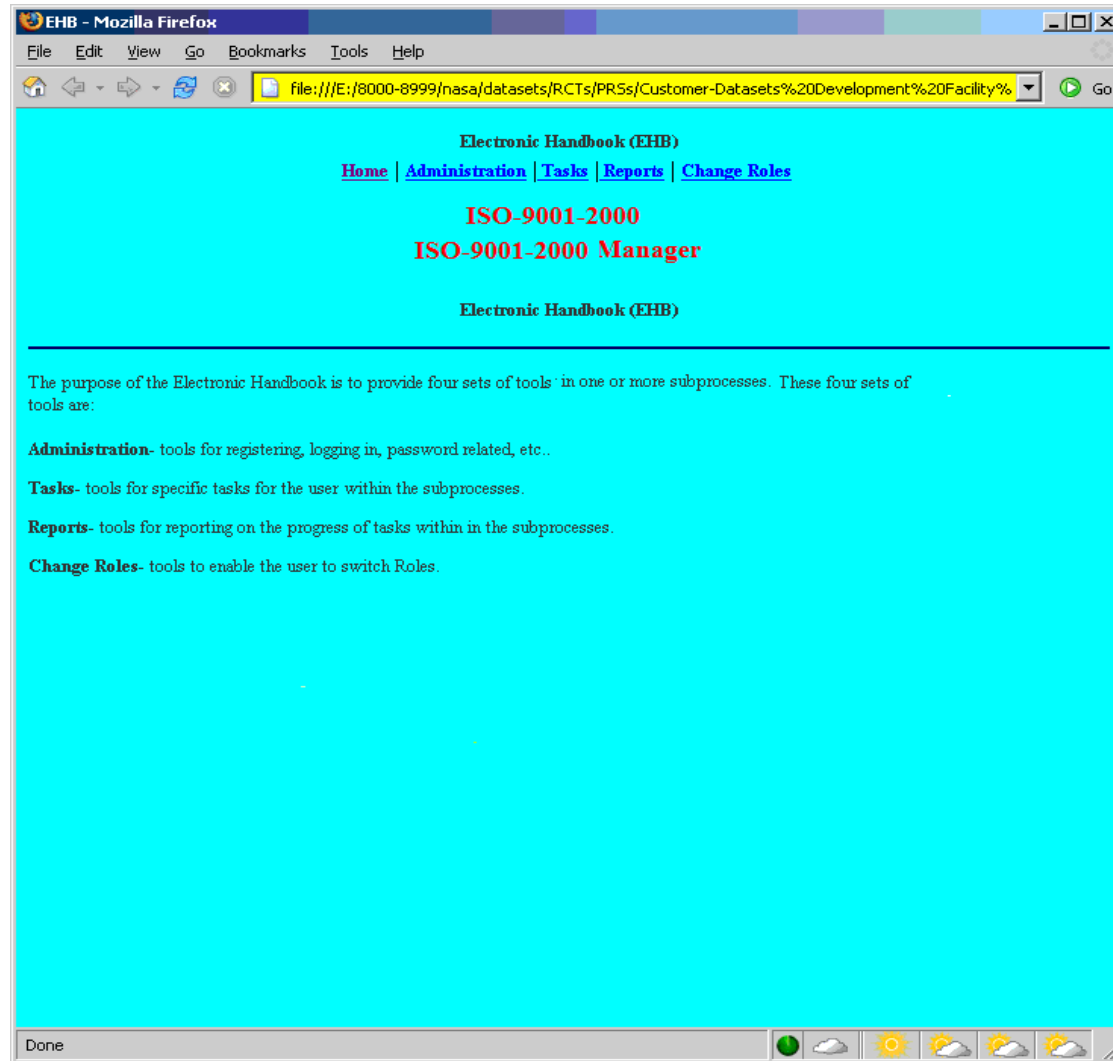 EHB - Mozilla Firefox
File Edit View Go Bookmarks Tools Help
file:///E:/8000-8999/nasa/datasets/RCTs/PRSs/Customer-Datasets%20Development%20Facility% Go
Electronic Handbook (EHB)
Home | Administration | Tasks | Reports | Change Roles
ISO-9001-2000
ISO-9001-2000 Manager
Electronic Handbook (EHB)
The purpose of the Electronic Handbook is to provide four sets of tools in one or more subprocesses. These four sets of
tools are:
Administration- tools for registering, logging in, password related, etc..
Tasks- tools for specific tasks for the user within the subprocesses.
Reports- tools for reporting on the progress of tasks within in the subprocesses.
Change Roles- tools to enable the user to switch Roles.
Done